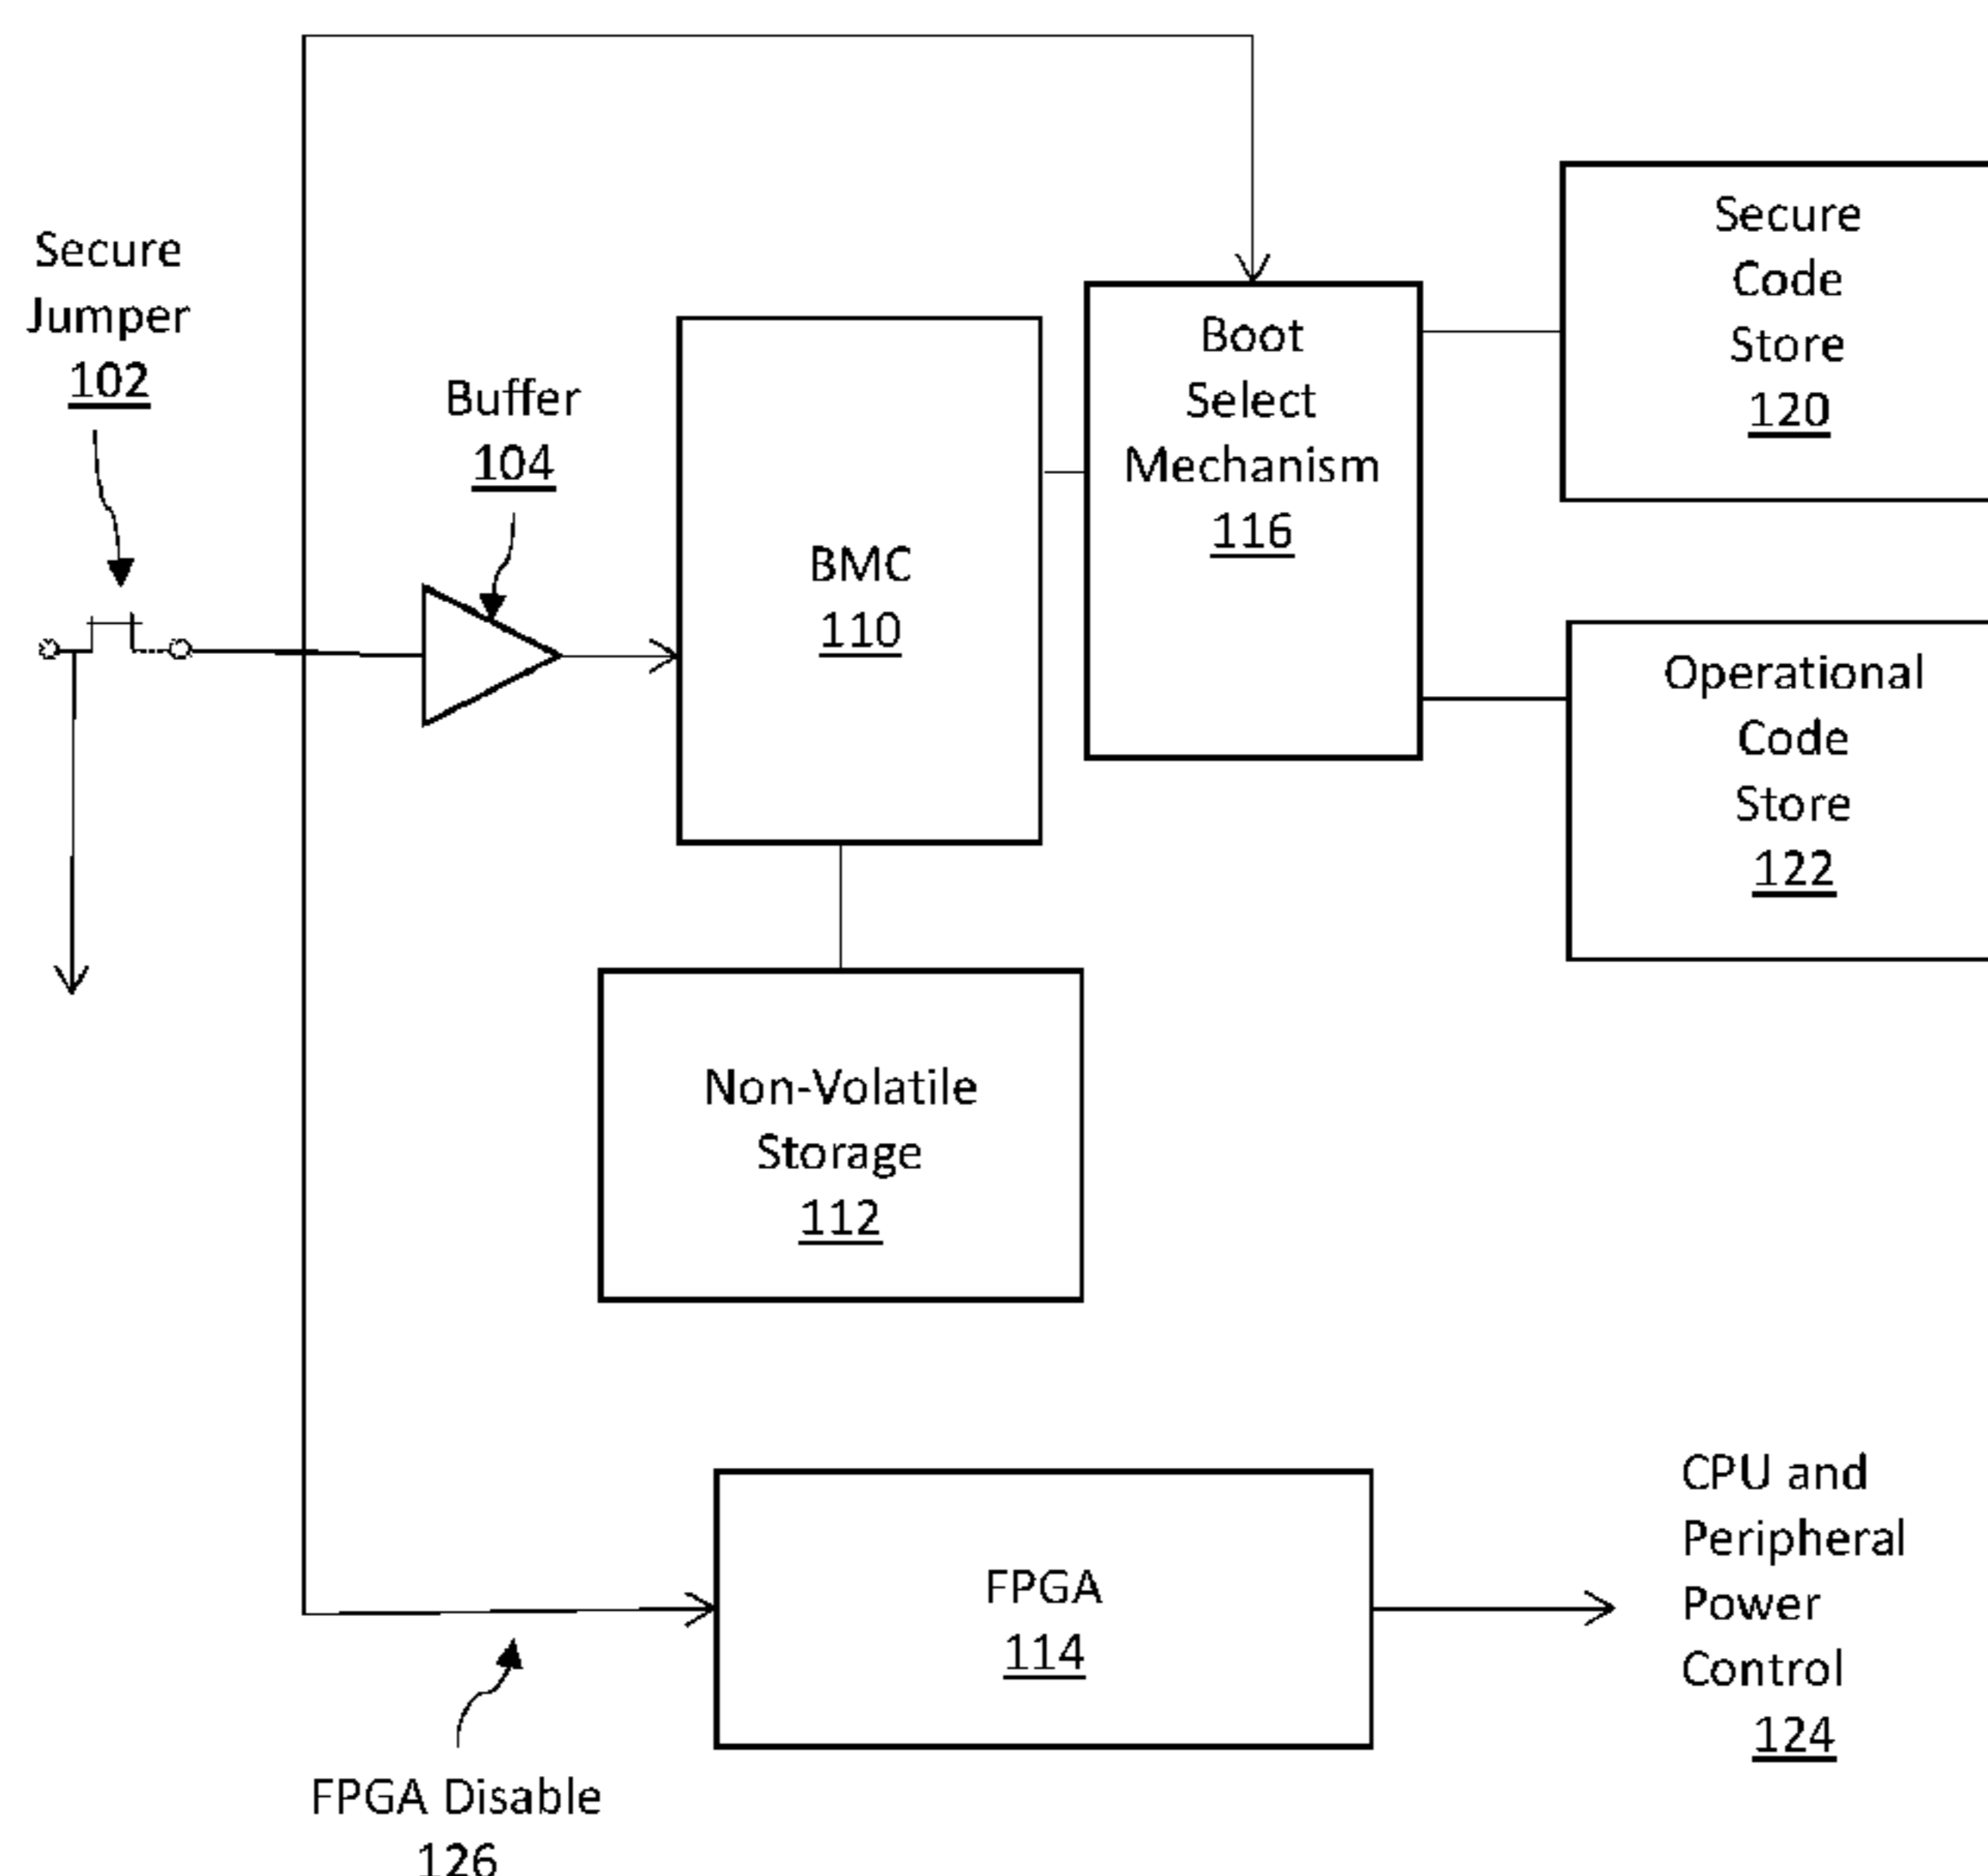 Secure
Jumper
102
Buffer
104
BMC
110
Boot
Select
Mechanism
116
Secure
Code
Store
120
Operational
Code
Store
122
Non-Volatile
Storage
112
FPGA
114
CPU and
Peripheral
Power
Control
124
FPGA Disable
126